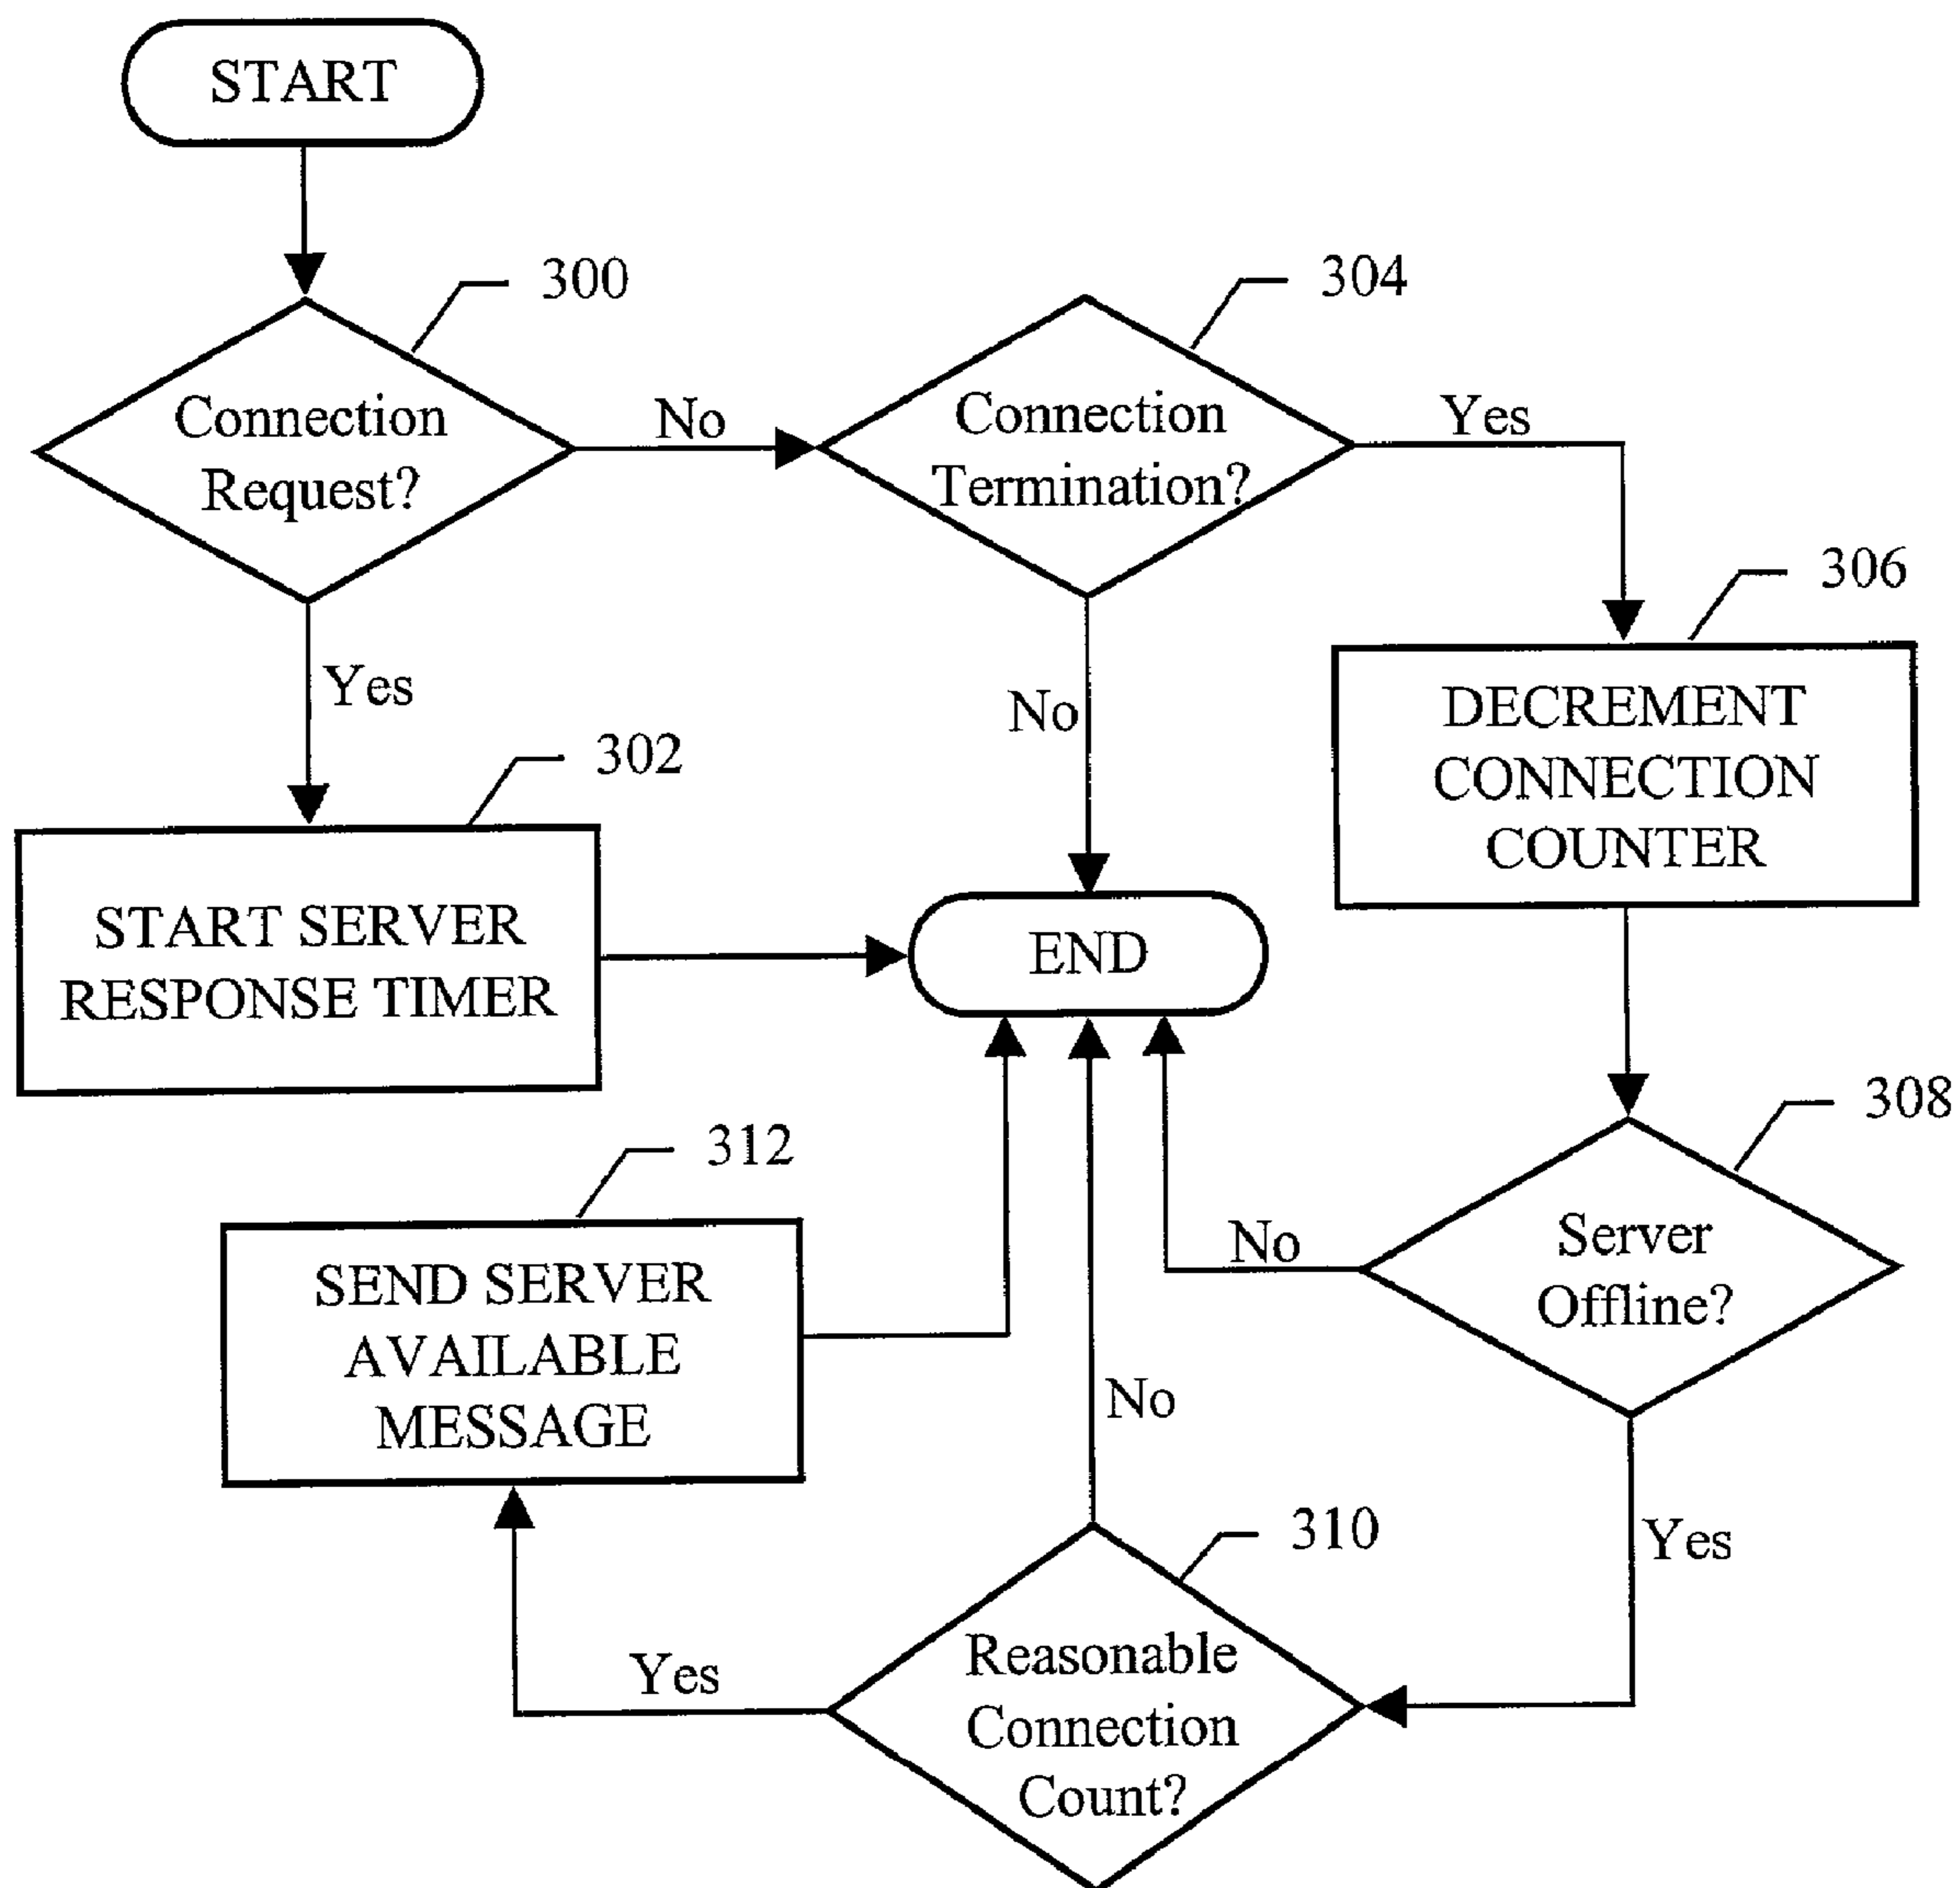 START
300
Connection
Request?
No
304
Connection
Termination?
Yes
Yes
302
START SERVER
RESPONSE TIMER
No
306
DECREMENT
CONNECTION
COUNTER
END
308
Server
Offline?
No
Yes
312
SEND SERVER
AVAILABLE
MESSAGE
No
310
Reasonable
Connection
Count?
Yes